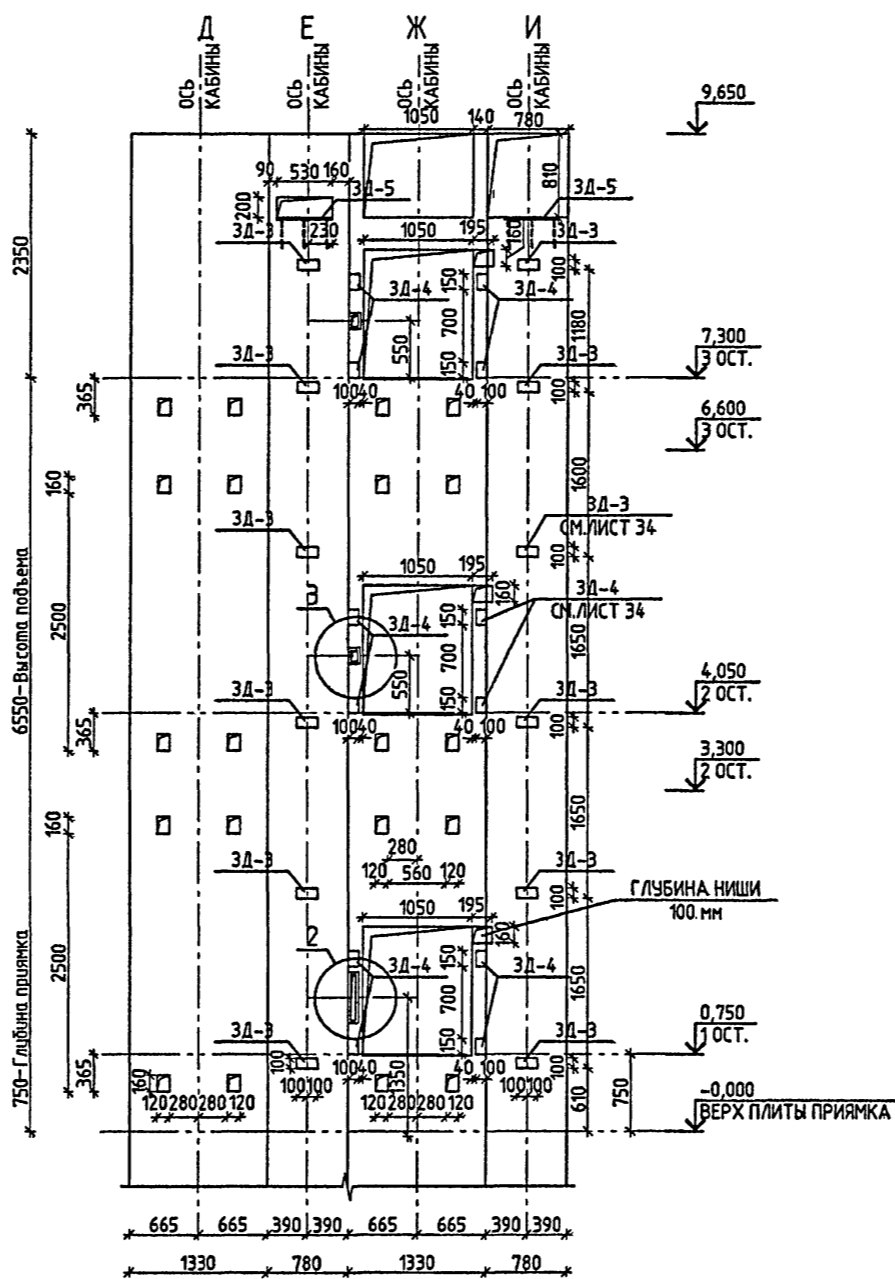 Д Е Ж И
ОСЬ КАБИНЫ
ОСЬ КАБИНЫ
ОСЬ КАБИНЫ
ОСЬ КАБИНЫ
9,650
1050 140 780
90 530 160
810
ЗД-5 ЗД-5
200
230
ЗД-3
1050 195
160
ЗД-3
100
2350
150
ЗД-4 ЗД-4
700
1180
550
150
7,300
3 ОСТ.
ЗД-3 ЗД-3
365
100 40 40 100
100
6,600
3 ОСТ.
160
1600
ЗД-3
ЗД-3
СМ.ЛИСТ 34
100
1050 195
160
3
ЗД-4
СМ.ЛИСТ 34
150
ЗД-4
2500
700
1650
6550-Высота подъема
550
150
4,050
2 ОСТ.
ЗД-3 ЗД-3
365
100 40 40 100
100
3,300
2 ОСТ.
160
1650
280
ЗД-3 ЗД-3
120 560 120
100
ГЛУБИНА НИШИ
100. мм
1050 195
160
2
150
ЗД-4 ЗД-4
2500
700
1650
750-Глубина приямка
0,750
1 ОСТ.
150
ЗД-3 ЗД-3
365
100
100 40 40 100
100
160
1350
100 100 100 100
610
750
-0,000
ВЕРХ ПЛИТЫ ПРИЯМКА
120 280 280 120 120 280 280 120
665 665 390 390 665 665 390 390
1330 780 1330 780